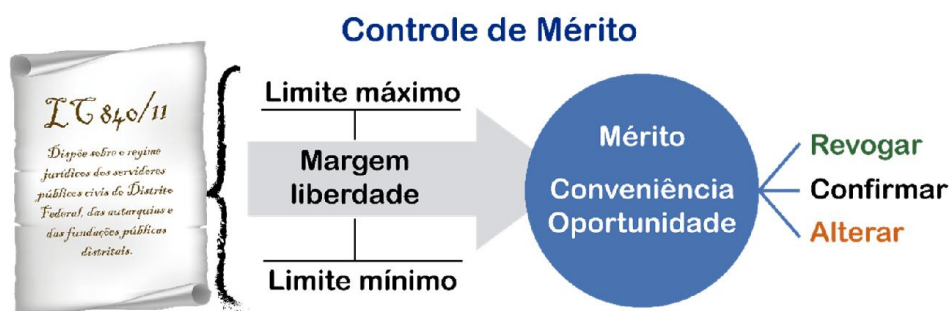 Controle de Mérito
LC 840/11
Dispõe sobre o regime
jurídicos dos servidores
públicos civis do Distrito
Federal, das autarquias e
das fundações públicas
distritais.
Limite máximo
Margem
liberdade
Limite mínimo
Mérito
Conveniência
Oportunidade
Revogar
Confirmar
Alterar